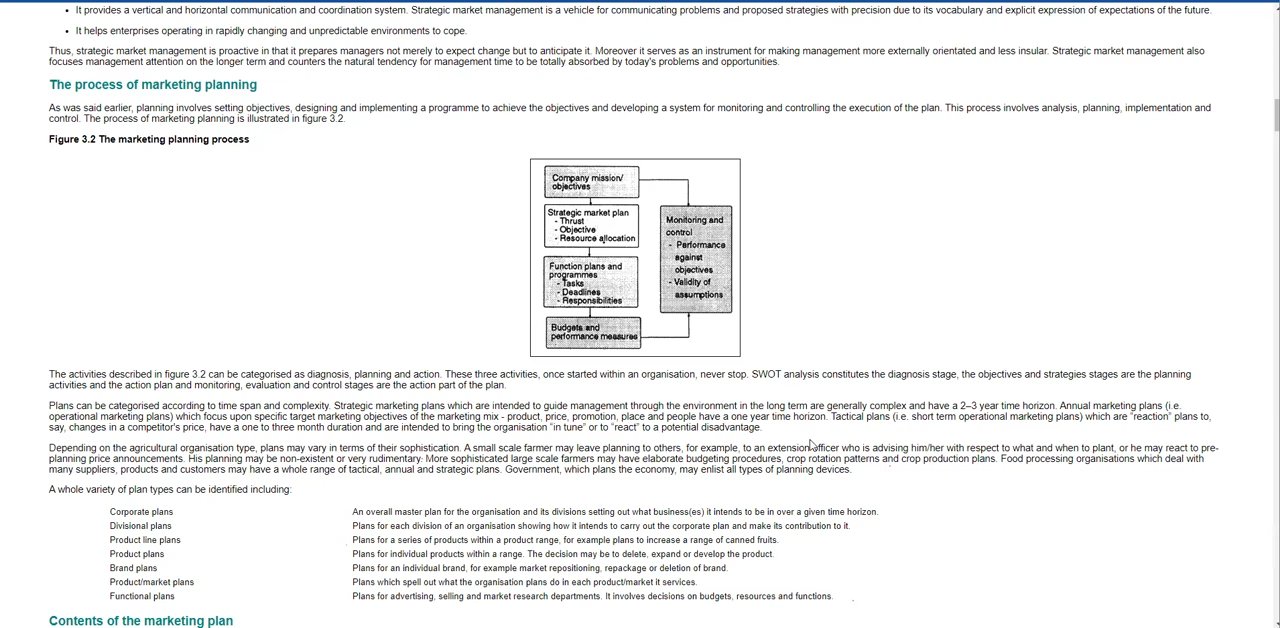 • It provides a vertical and horizontal communication and coordination system. Strategic market management is a vehicle for communicating problems and proposed strategies with precision due to its vocabulary and explicit expression of expectations of the future.
• It helps enterprises operating in rapidly changing and unpredictable environments to cope.
Thus, strategic market management is proactive in that it prepares managers not merely to expect change but to anticipate it. Moreover it serves as an instrument for making management more externally orientated and less insular. Strategic market management also
focuses management attention on the longer term and counters the natural tendency for management time to be totally absorbed by today's problems and opportunities.
The process of marketing planning
As was said earlier, planning involves setting objectives, designing and implementing a programme to achieve the objectives and developing a system for monitoring and controlling the execution of the plan. This process involves analysis, planning, implementation and
control. The process of marketing planning is illustrated in figure 3.2.
Figure 3.2 The marketing planning process
Company mission/
objectives
Strategic market plan
- Thrust
- Objective
- Resource allocation
Function plans and
programmes
- Tasks
- Deadlines
- Responsibilities
Budgets and
performance measures
Monitoring and
control
- Performance
against
objectives
- Validity of
assumptions
The activities described in figure 3.2 can be categorised as diagnosis, planning and action. These three activities, once started within an organisation, never stop. SWOT analysis constitutes the diagnosis stage, the objectives and strategies stages are the planning
activities and the action plan and monitoring, evaluation and control stages are the action part of the plan.
Plans can be categorised according to time span and complexity. Strategic marketing plans which are intended to guide management through the environment in the long term are generally complex and have a 2–3 year time horizon. Annual marketing plans (i.e.
operational marketing plans) which focus upon specific target marketing objectives of the marketing mix - product, price, promotion, place and people have a one year time horizon. Tactical plans (i.e. short term operational marketing plans) which are "reaction" plans to,
say, changes in a competitor's price, have a one to three month duration and are intended to bring the organisation "in tune" or to "react" to a potential disadvantage.
Depending on the agricultural organisation type, plans may vary in terms of their sophistication. A small scale farmer may leave planning to others, for example, to an extension officer who is advising him/her with respect to what and when to plant, or he may react to pre-
planning price announcements. His planning may be non-existent or very rudimentary. More sophisticated large scale farmers may have elaborate budgeting procedures, crop rotation patterns and crop production plans. Food processing organisations which deal with
many suppliers, products and customers may have a whole range of tactical, annual and strategic plans. Government, which plans the economy, may enlist all types of planning devices.
A whole variety of plan types can be identified including:
Corporate plans An overall master plan for the organisation and its divisions setting out what business(es) it intends to be in over a given time horizon.
Divisional plans Plans for each division of an organisation showing how it intends to carry out the corporate plan and make its contribution to it.
Product line plans Plans for a series of products within a product range, for example plans to increase a range of canned fruits.
Product plans Plans for individual products within a range. The decision may be to delete, expand or develop the product.
Brand plans Plans for an individual brand, for example market repositioning, repackage or deletion of brand.
Product/market plans Plans which spell out what the organisation plans do in each product/market it services.
Functional plans Plans for advertising, selling and market research departments. It involves decisions on budgets, resources and functions.
Contents of the marketing plan